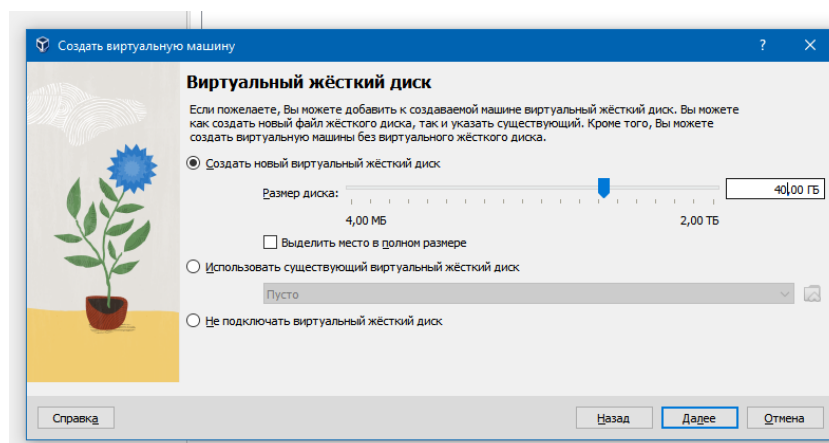 Создать виртуальную машину
?
Виртуальный жёсткий диск
Если пожелаете, Вы можете добавить к создаваемой машине виртуальный жёсткий диск. Вы можете
как создать новый файл жёсткого диска, так и указать существующий. Кроме того, Вы можете
создать виртуальную машины без виртуального жёсткого диска.
Создать новый виртуальный жёсткий диск
Размер диска:
40,00 ГБ
4,00 МБ
2,00 ТБ
Выделить место в полном размере
Использовать существующий виртуальный жёсткий диск
Пусто
Не подключать виртуальный жёсткий диск
Справка
Назад
Далее
Отмена